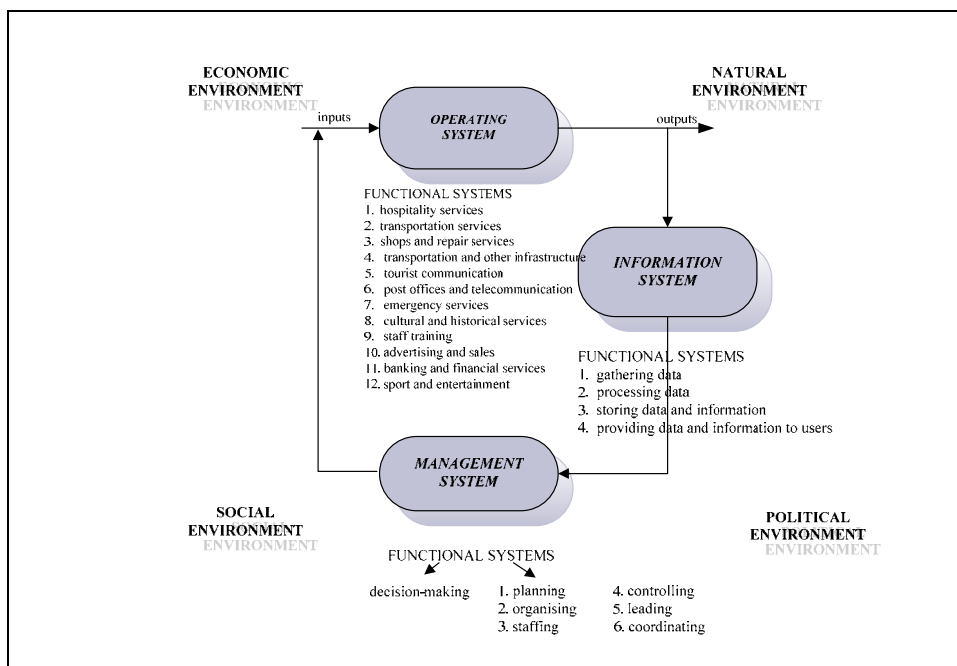 ECONOMIC
ENVIRONMENT
NATURAL
ENVIRONMENT
inputs
OPERATING
SYSTEM
outputs
FUNCTIONAL SYSTEMS
1. hospitality services
2. transportation services
3. shops and repair services
4. transportation and other infrastructure
5. tourist communication
6. post offices and telecommunication
7. emergency services
8. cultural and historical services
9. staff training
10. advertising and sales
11. banking and financial services
12. sport and entertainment
INFORMATION
SYSTEM
FUNCTIONAL SYSTEMS
1. gathering data
2. processing data
3. storing data and information
4. providing data and information to users
MANAGEMENT
SYSTEM
SOCIAL
ENVIRONMENT
POLITICAL
ENVIRONMENT
FUNCTIONAL SYSTEMS
decision-making
1. planning
2. organising
3. staffing
4. controlling
5. leading
6. coordinating